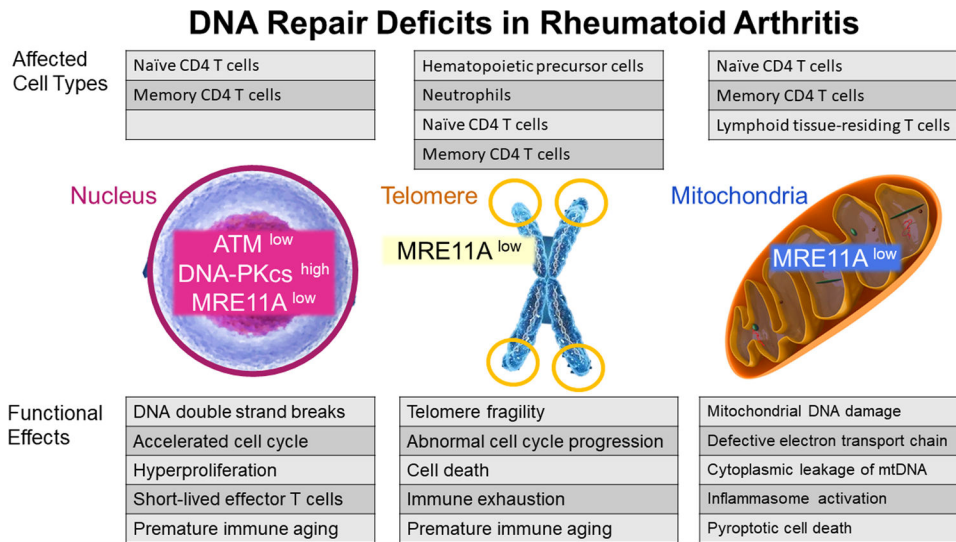 DNA Repair Deficits in Rheumatoid Arthritis
Affected
Cell Types
Naïve CD4 T cells
Memory CD4 T cells
Hematopoietic precursor cells
Neutrophils
Naïve CD4 T cells
Memory CD4 T cells
Naïve CD4 T cells
Memory CD4 T cells
Lymphoid tissue-residing T cells
Nucleus
ATM low
DNA-PKcs high
MRE11A low
Telomere
MRE11A low
Mitochondria
MRE11A low
Functional
Effects
DNA double strand breaks
Accelerated cell cycle
Hyperproliferation
Short-lived effector T cells
Premature immune aging
Telomere fragility
Abnormal cell cycle progression
Cell death
Immune exhaustion
Premature immune aging
Mitochondrial DNA damage
Defective electron transport chain
Cytoplasmic leakage of mtDNA
Inflammasome activation
Pyroptotic cell death